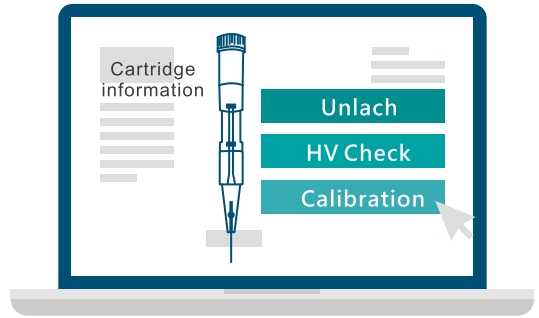 Cartridge
information
Unlach
HV Check
Calibration